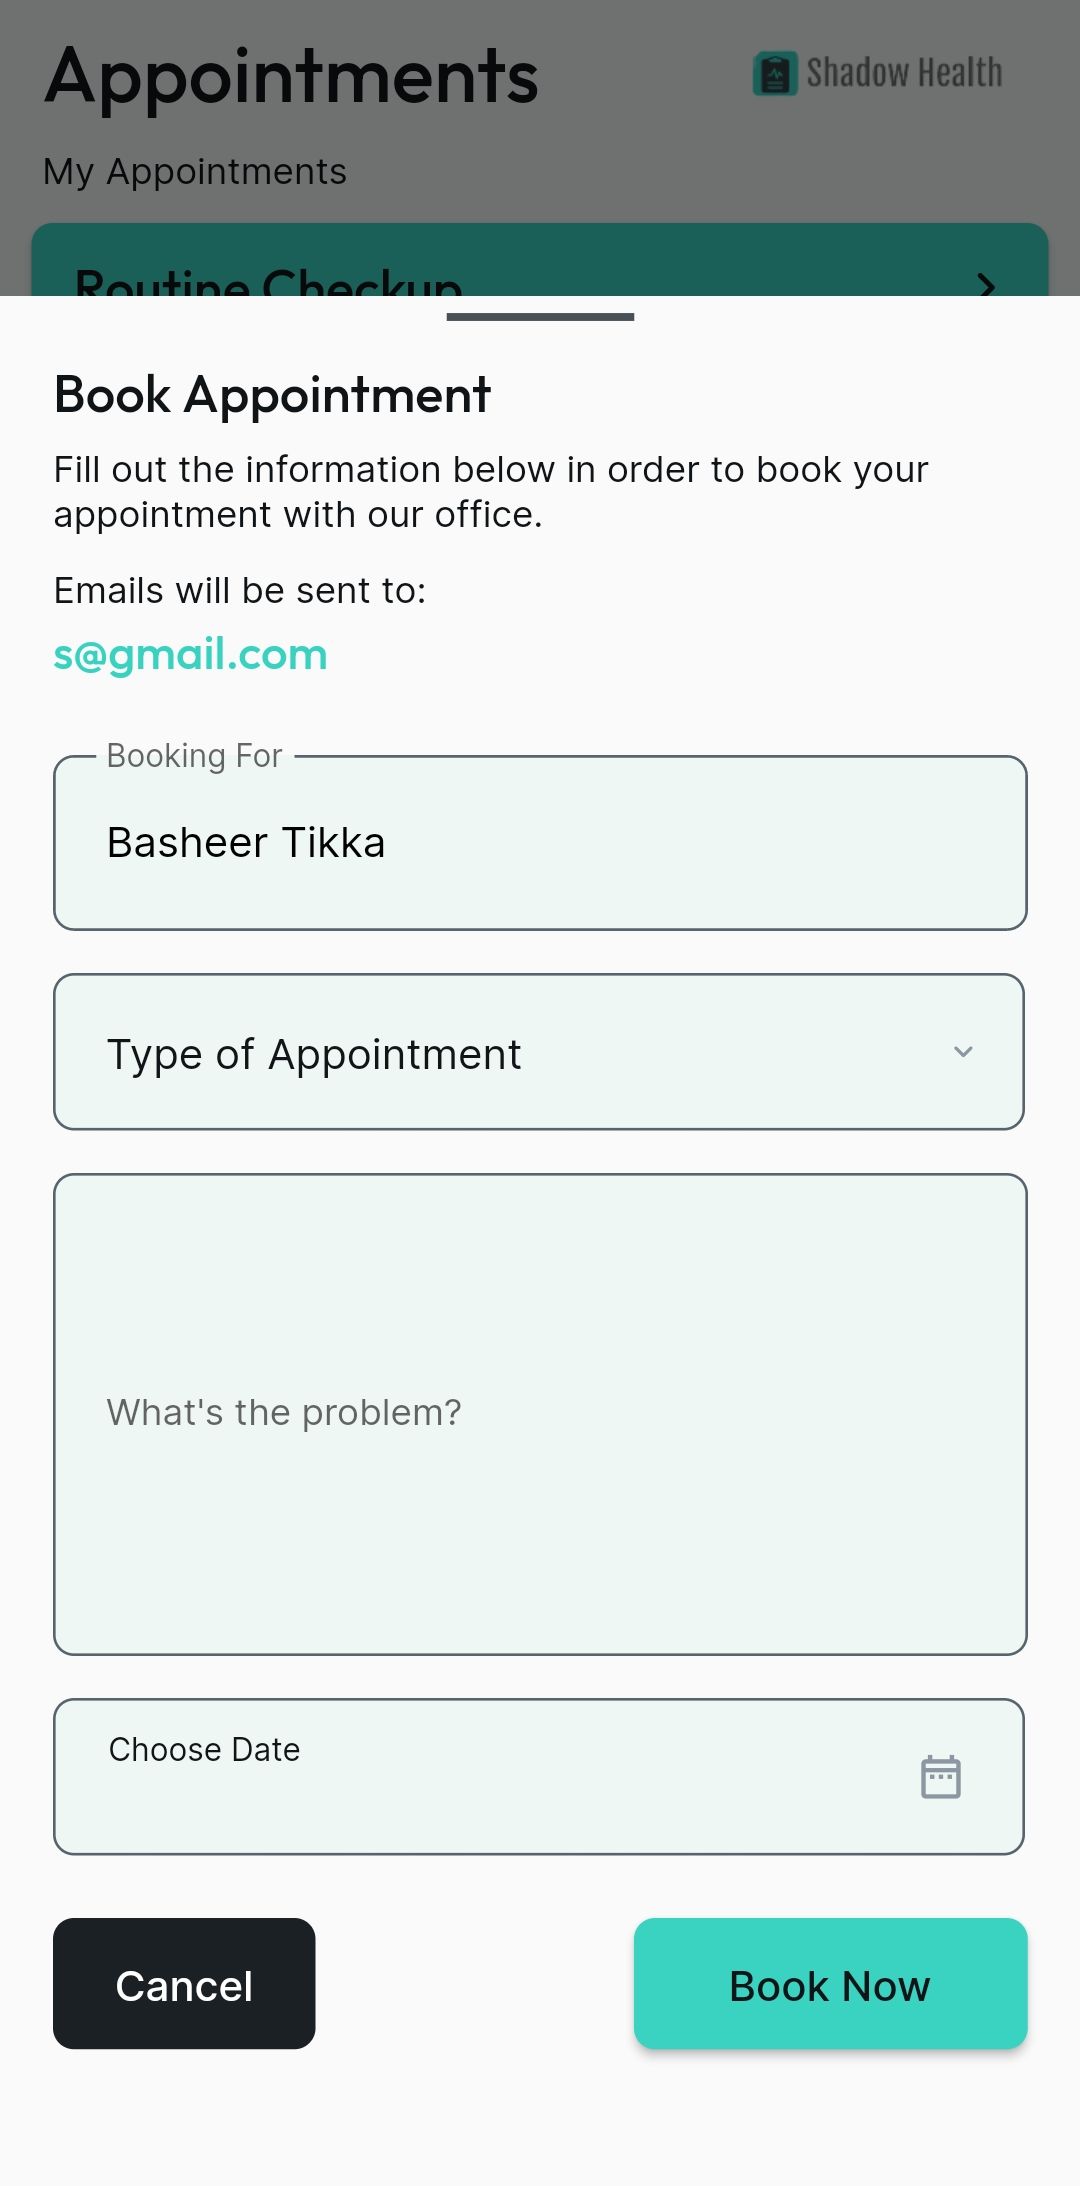 Appointments
Shadow Health
My Appointments
Routine Checkup
Book Appointment
Fill out the information below in order to book your
appointment with our office.
Emails will be sent to:
s@gmail.com
Booking For
Basheer Tikka
Type of Appointment
What's the problem?
Choose Date
Cancel
Book Now